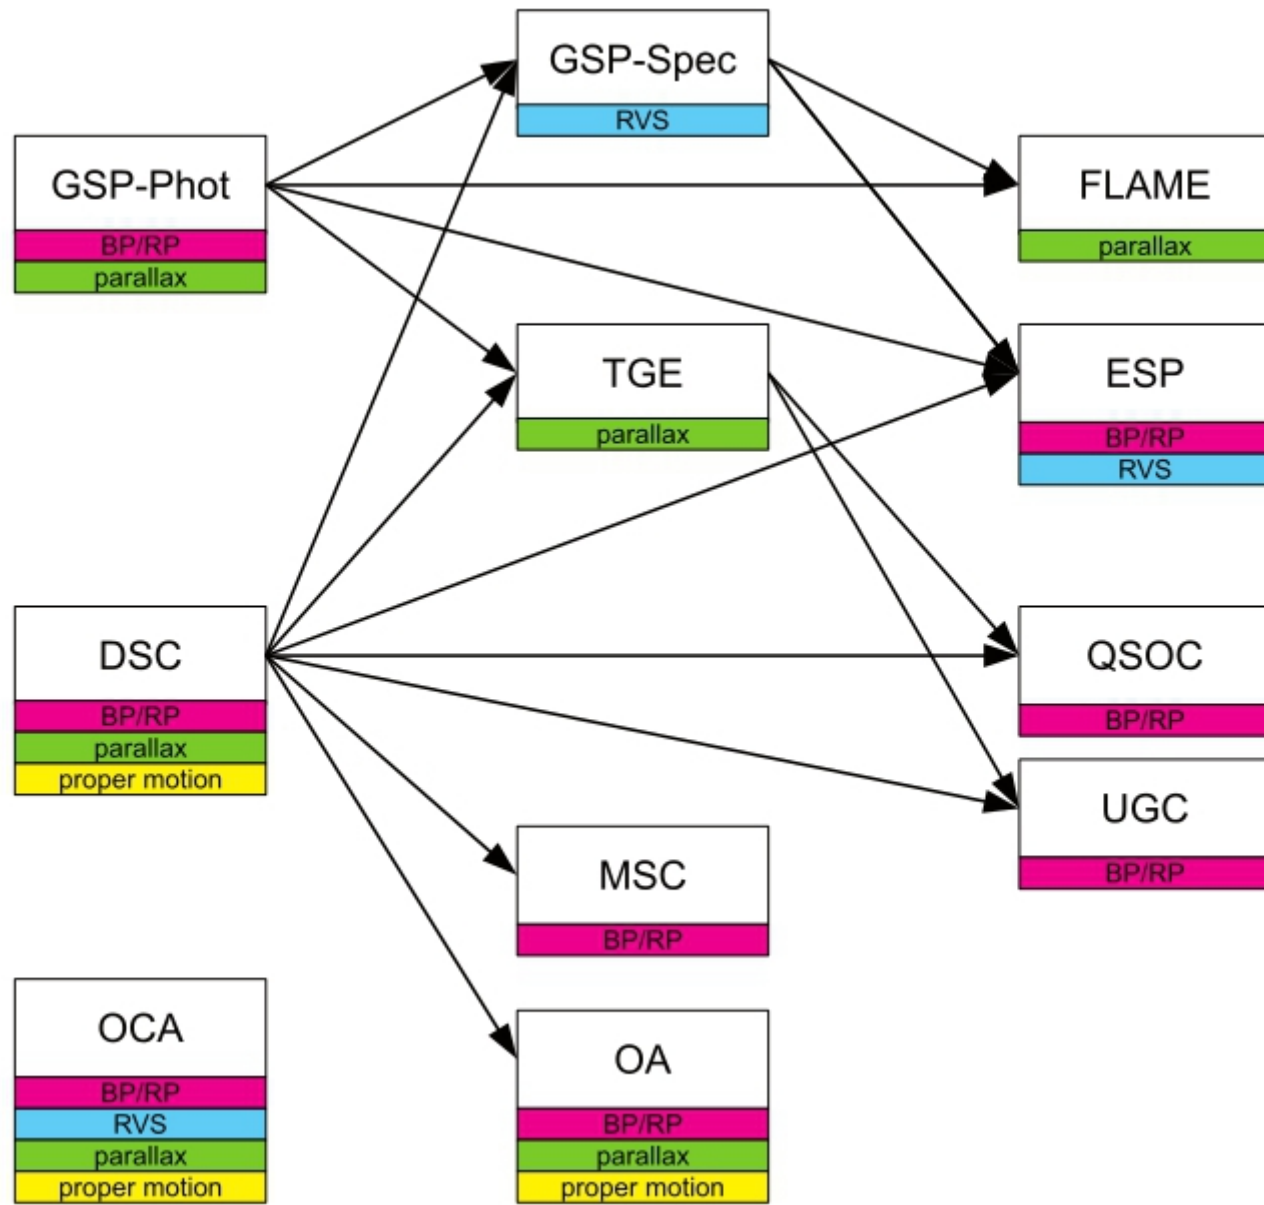 GSP-Spec
RVS
GSP-Phot
BP/RP
parallax
FLAME
parallax
TGE
parallax
ESP
BP/RP
RVS
DSC
BP/RP
parallax
proper motion
QSOC
BP/RP
UGC
BP/RP
MSC
BP/RP
OCA
BP/RP
RVS
parallax
proper motion
OA
BP/RP
parallax
proper motion